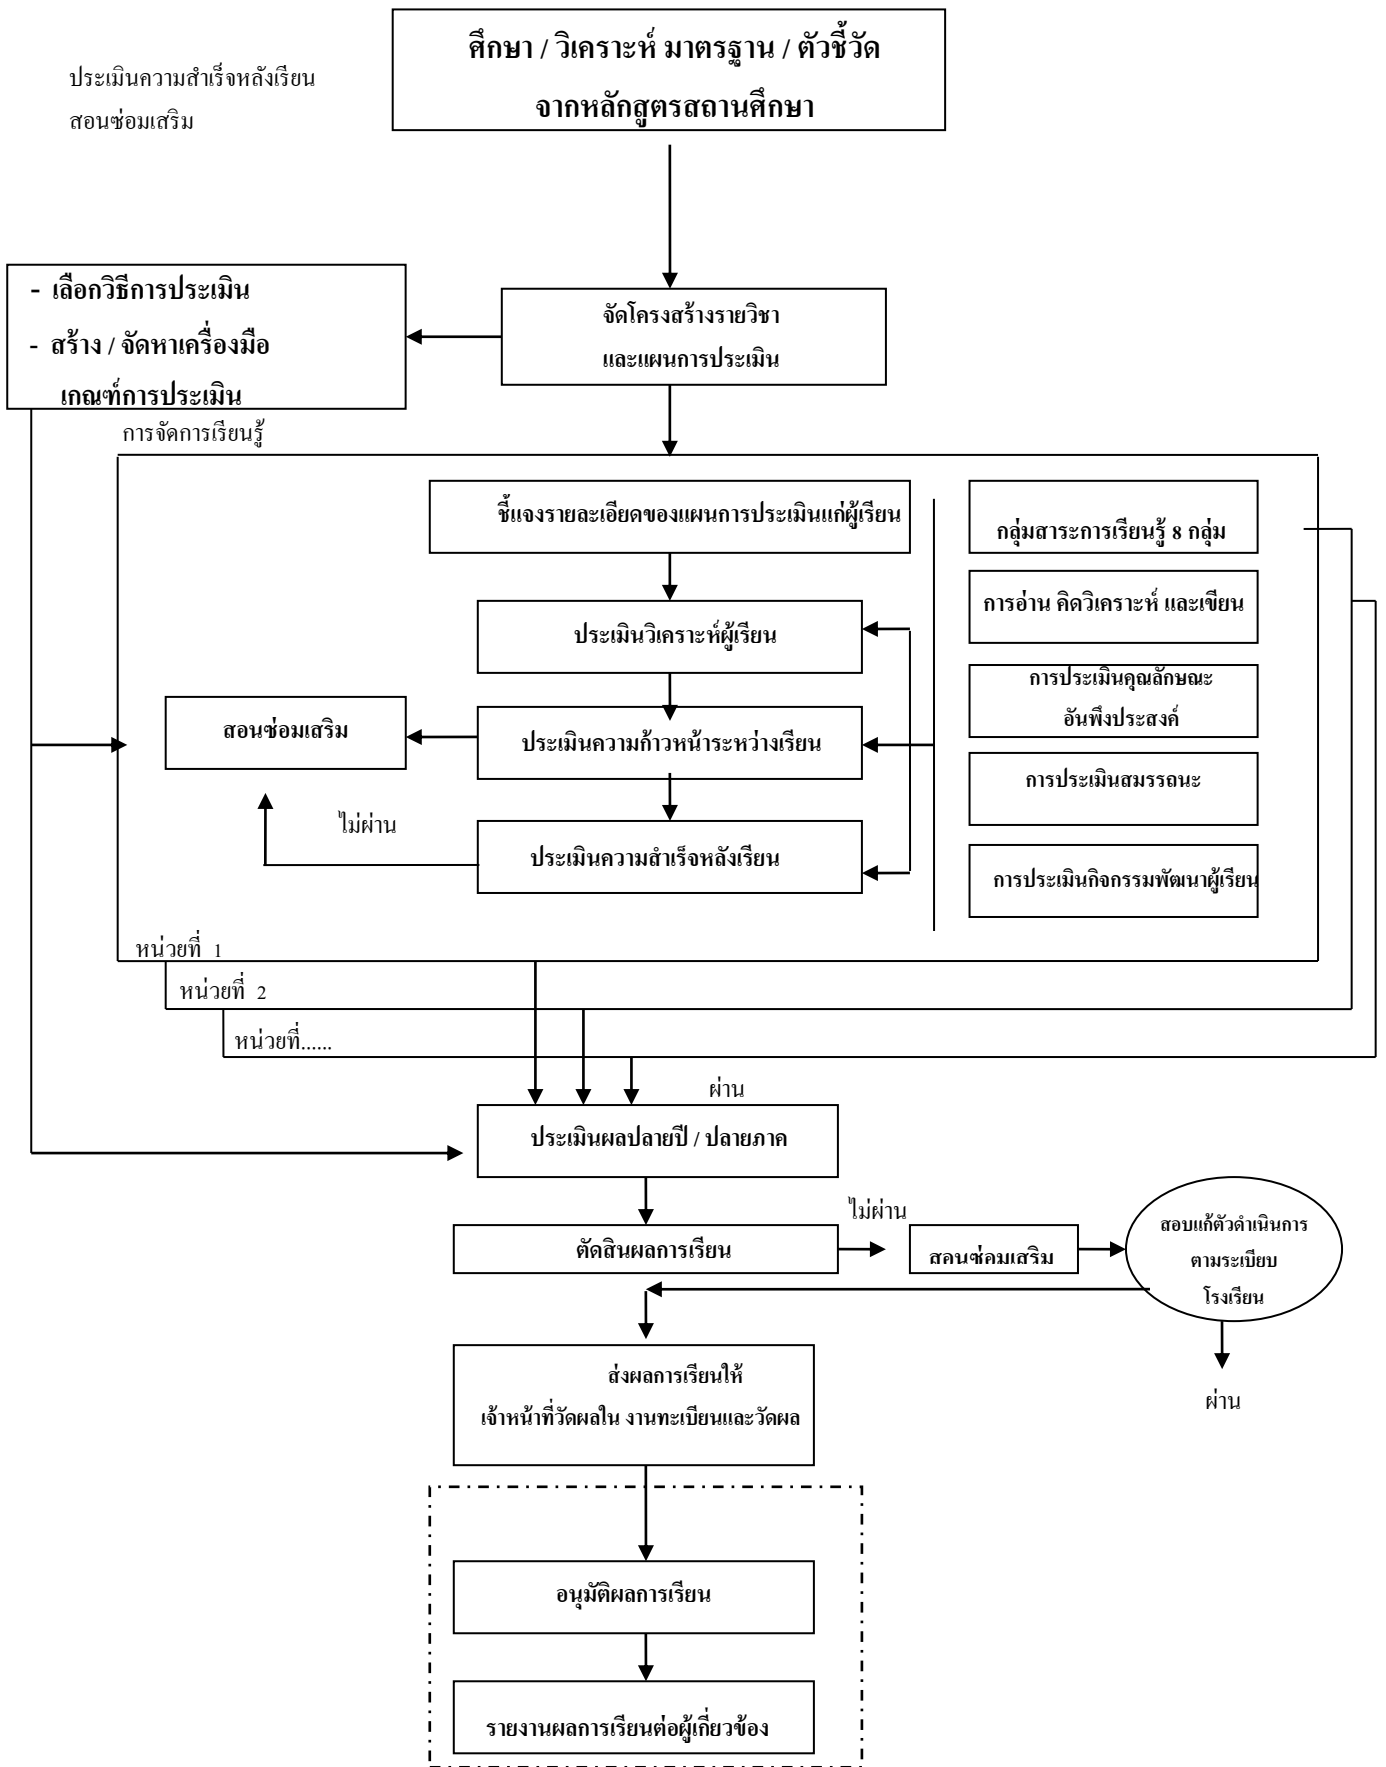 ศึกษา / วิเคราะห์ มาตรฐาน / ตัวชี้วัด
จากหลักสูตรสถานศึกษา
ประเมินความสำเร็จหลังเรียน
สอนซ่อมเสริม
- เลือกวิธีการประเมิน
- สร้าง / จัดหาเครื่องมือ
เกณฑ์การประเมิน
จัดโครงสร้างรายวิชา
และแผนการประเมิน
การจัดการเรียนรู้
ชี้แจงรายละเอียดของแผนการประเมินแก่ผู้เรียน
กลุ่มสาระการเรียนรู้ 8 กลุ่ม
การอ่าน คิดวิเคราะห์ และเขียน
ประเมินวิเคราะห์ผู้เรียน
การประเมินคุณลักษณะ
อันพึงประสงค์
สอนซ่อมเสริม
ประเมินความก้าวหน้าระหว่างเรียน
การประเมินสมรรถนะ
ไม่ผ่าน
ประเมินความสำเร็จหลังเรียน
การประเมินกิจกรรมพัฒนาผู้เรียน
หน่วยที่ 1
หน่วยที่ 2
หน่วยที่......
ผ่าน
ประเมินผลปลายปี / ปลายภาค
ไม่ผ่าน
ตัดสินผลการเรียน
สอนซ่อมเสริม
สอบแก้ตัวดำเนินการ
ตามระเบียบ
โรงเรียน
ส่งผลการเรียนให้
เจ้าหน้าที่วัดผลใน งานทะเบียนและวัดผล
ผ่าน
อนุมัติผลการเรียน
รายงานผลการเรียนต่อผู้เกี่ยวข้อง